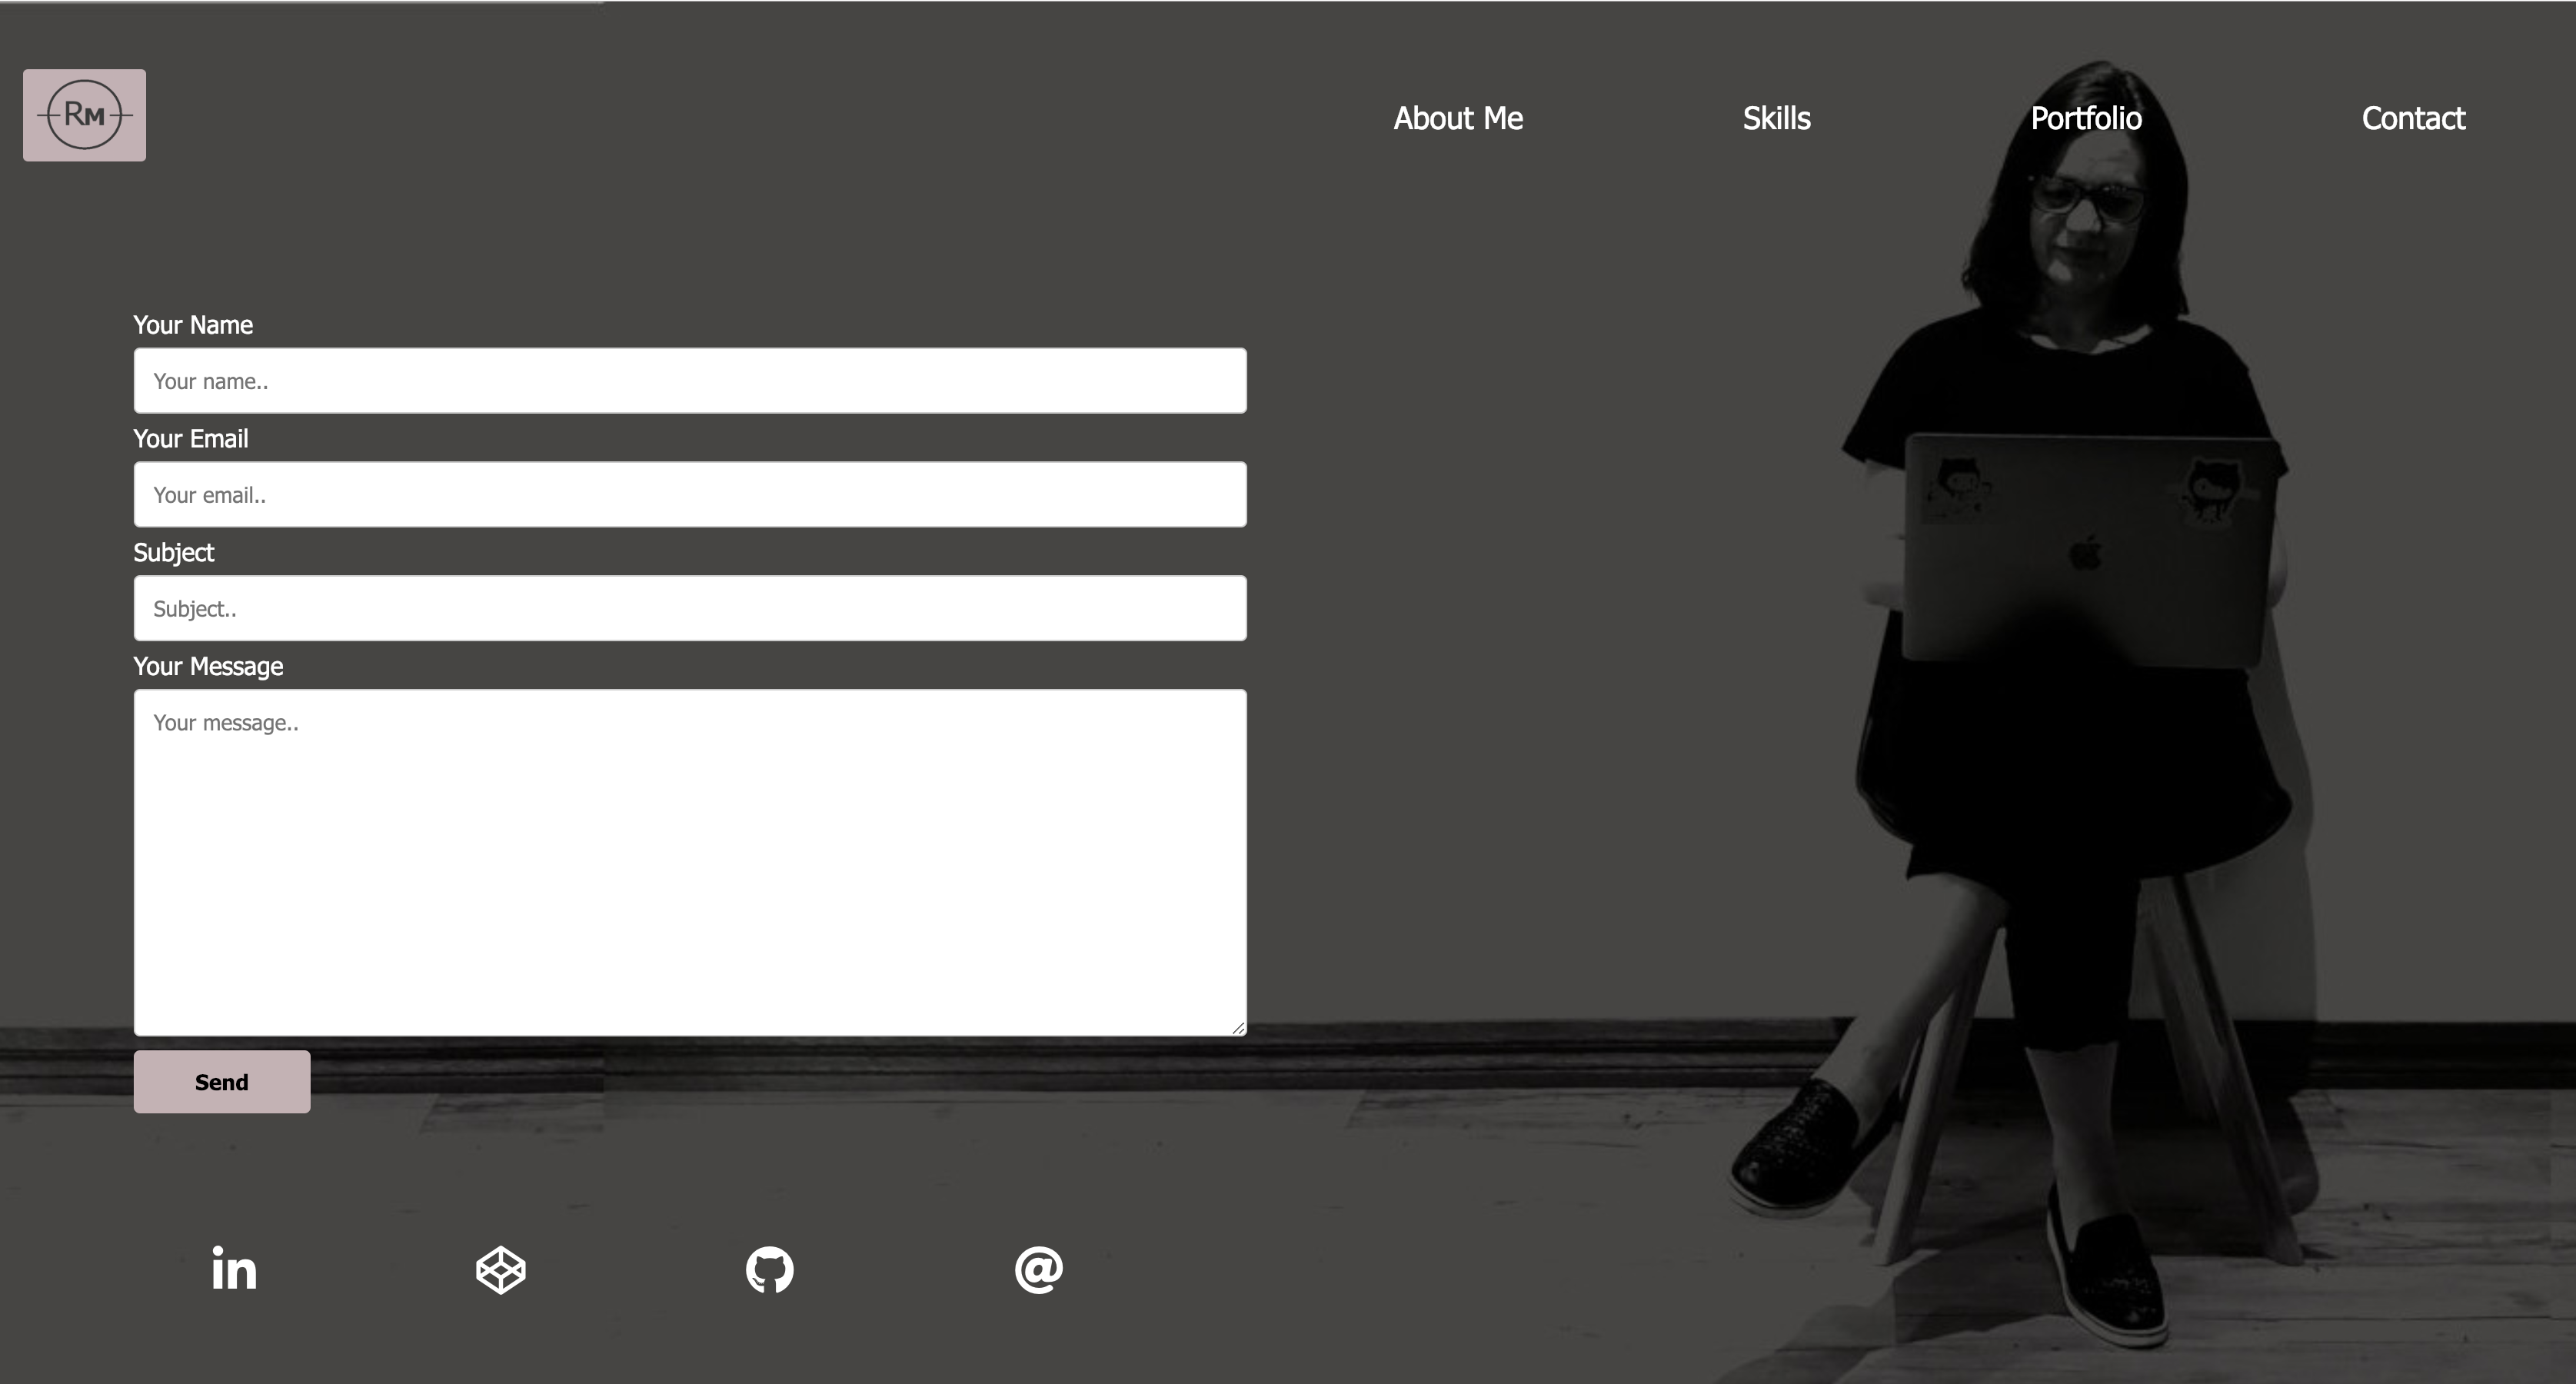 RM
About Me
Skills
Portfolio
Contact
Your Name
Your name..
Your Email
Your email..
Subject
Subject..
Your Message
Your message..
Send
in
@